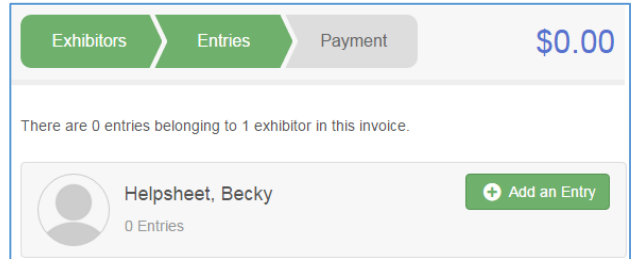 Exhibitors Entries Payment $0.00
There are 0 entries belonging to 1 exhibitor in this invoice.
Helpsheet, Becky
Add an Entry
0 Entries